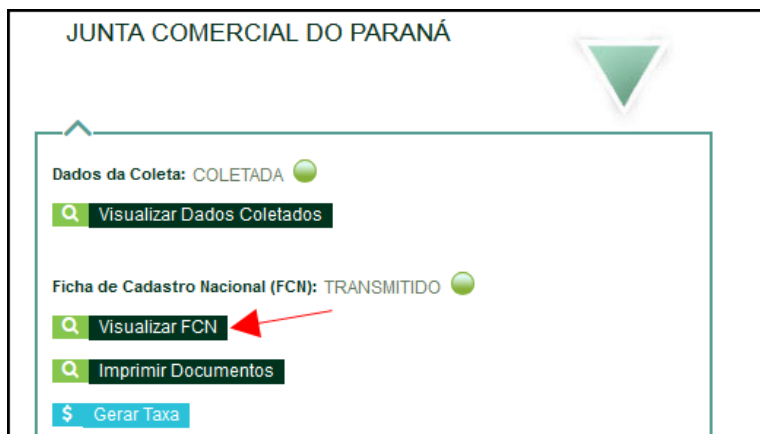 JUNTA COMERCIAL DO PARANÁ
Dados da Coleta: COLETADA
Visualizar Dados Coletados
Ficha de Cadastro Nacional (FCN): TRANSMITIDO
Visualizar FCN
Imprimir Documentos
$ Gerar Taxa